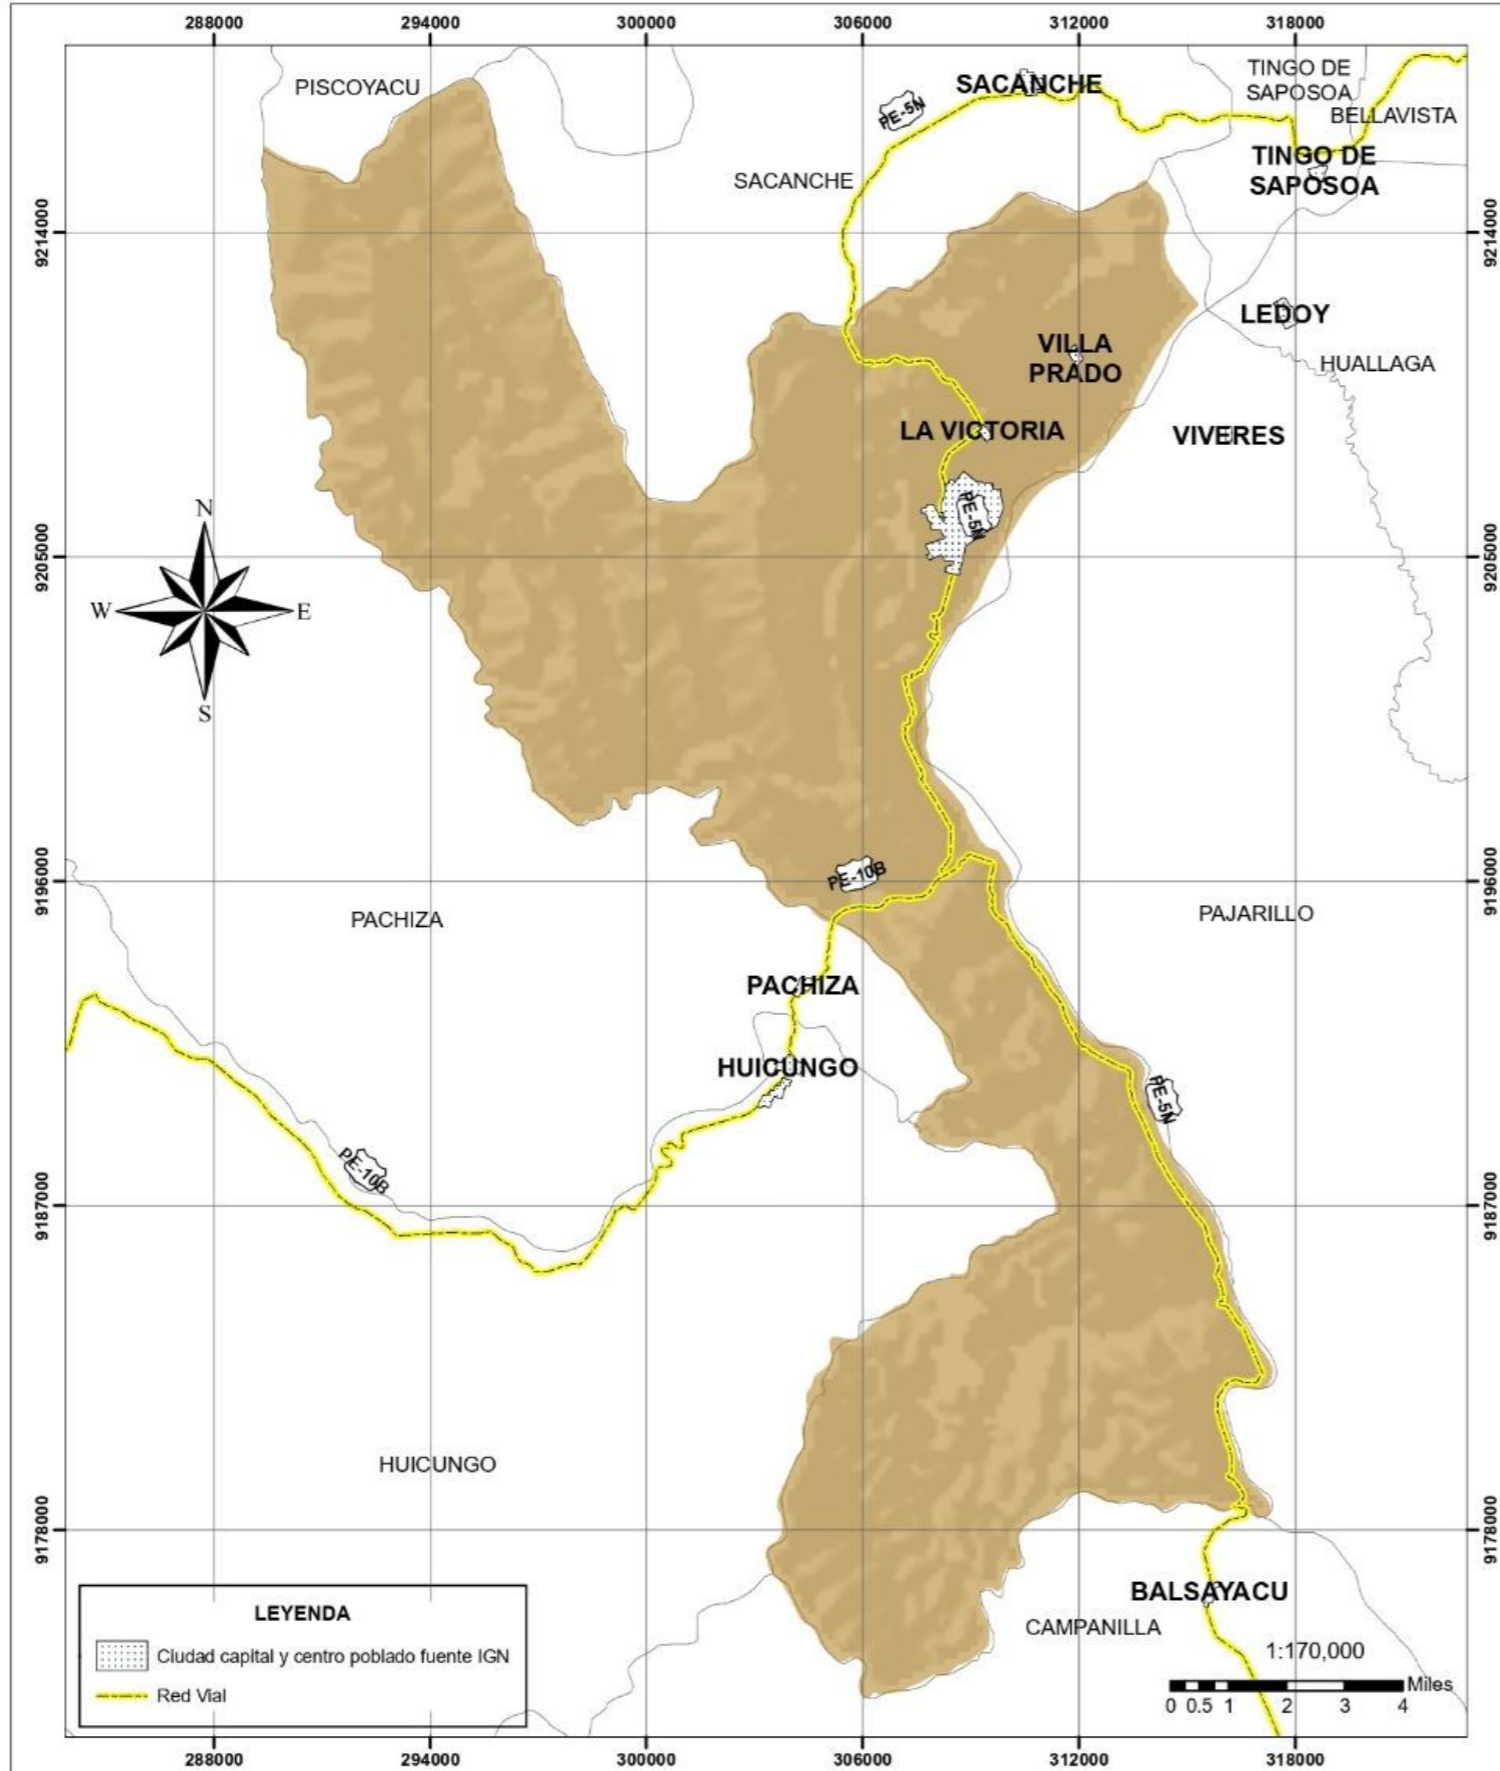 288000
294000
300000
306000
312000
318000
PISCOYACU
SACANCHE
PE-5N
TINGO DE
SAPOSOA
BELLAVISTA
SACANCHE
TINGO DE
SAPOSOA
9214000
9214000
LEDOY
VILLA
PRADO
HUALLAGA
LA VICTORIA
VIVERES
PE-5N
N
W
E
S
9205000
9205000
PE-10B
9196000
9196000
PACHIZA
PAJARILLO
PACHIZA
HUICUNGO
PE-5N
PE-10B
9187000
9187000
HUICUNGO
9178000
9178000
BALSAYACU
CAMPANILLA
LEYENDA
Ciudad capital y centro poblado fuente IGN
Red Vial
1:170,000
Miles
0 0.5 1 2 3 4
288000
294000
300000
306000
312000
318000